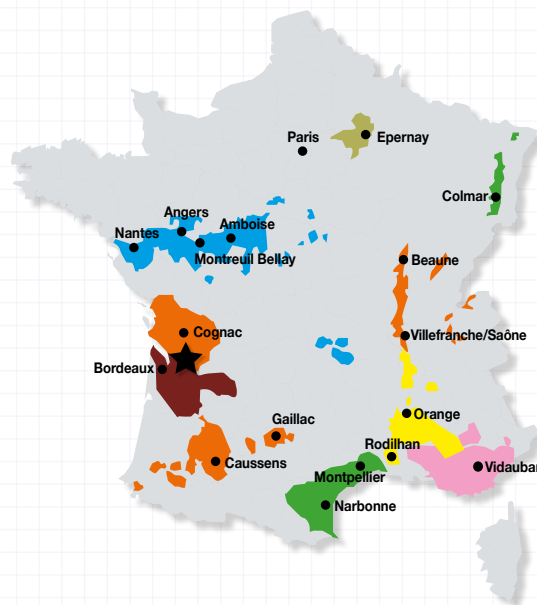 Paris
Epernay
Colmar
Angers
Amboise
Nantes
Montreuil Bellay
Beaune
Cognac
Villefranche/Saône
Bordeaux
Gaillac
Orange
Rodilhan
Caussens
Montpellier
Vidauban
Narbonne